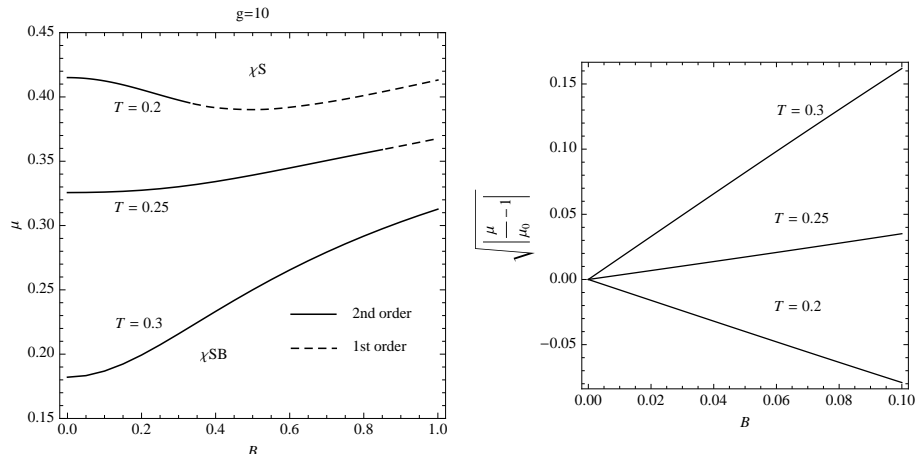 g=10
0.45
0.40
0.35
0.30
0.25
0.20
0.15
μ
χS
T = 0.2
T = 0.25
T = 0.3
χSB
2nd order
1st order
0.0 0.2 0.4 0.6 0.8 1.0
B
0.15
0.10
0.05
0.00
−0.05
√|μ/μ0 − 1|
T = 0.3
T = 0.25
T = 0.2
0.00 0.02 0.04 0.06 0.08 0.10
B